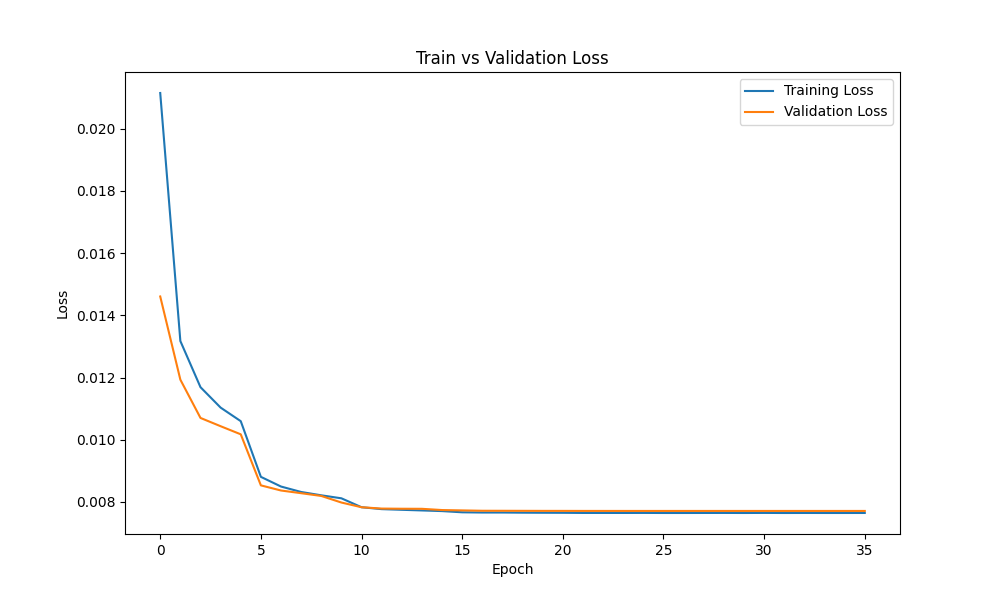 Train vs Validation Loss
Training Loss
Validation Loss
0.020
0.018
0.016
0.014
0.012
0.010
0.008
Loss
0 5 10 15 20 25 30 35
Epoch